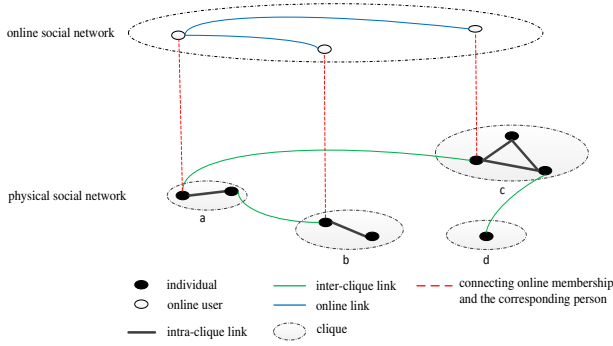 online social network
physical social network
a
b
c
d
individual
online user
intra-clique link
inter-clique link
online link
clique
connecting online membership
and the corresponding person